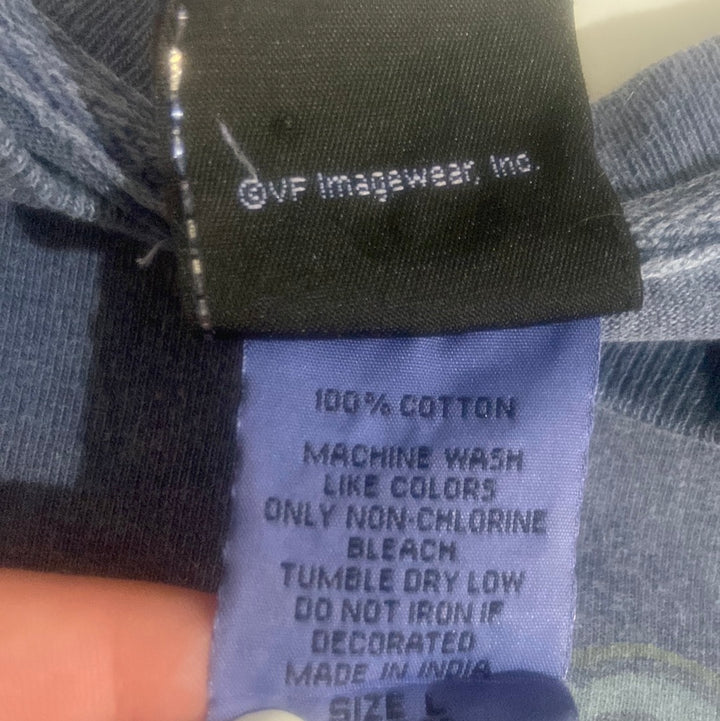 ©VF Imagewear, Inc.
100% COTTON
MACHINE WASH
LIKE COLORS
ONLY NON-CHLORINE
BLEACH
TUMBLE DRY LOW
DO NOT IRON IF
DECORATED
MADE IN INDIA
SIZE L